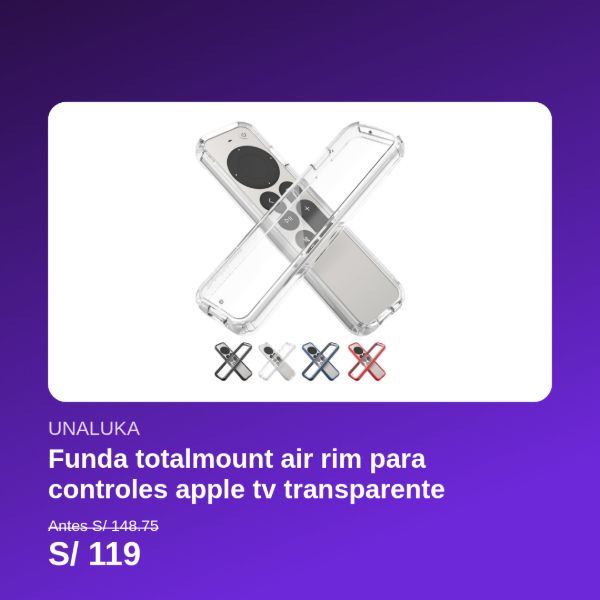 UNALUKA
Funda totalmount air rim para
controles apple tv transparente
Antes S/ 148.75
S/ 119